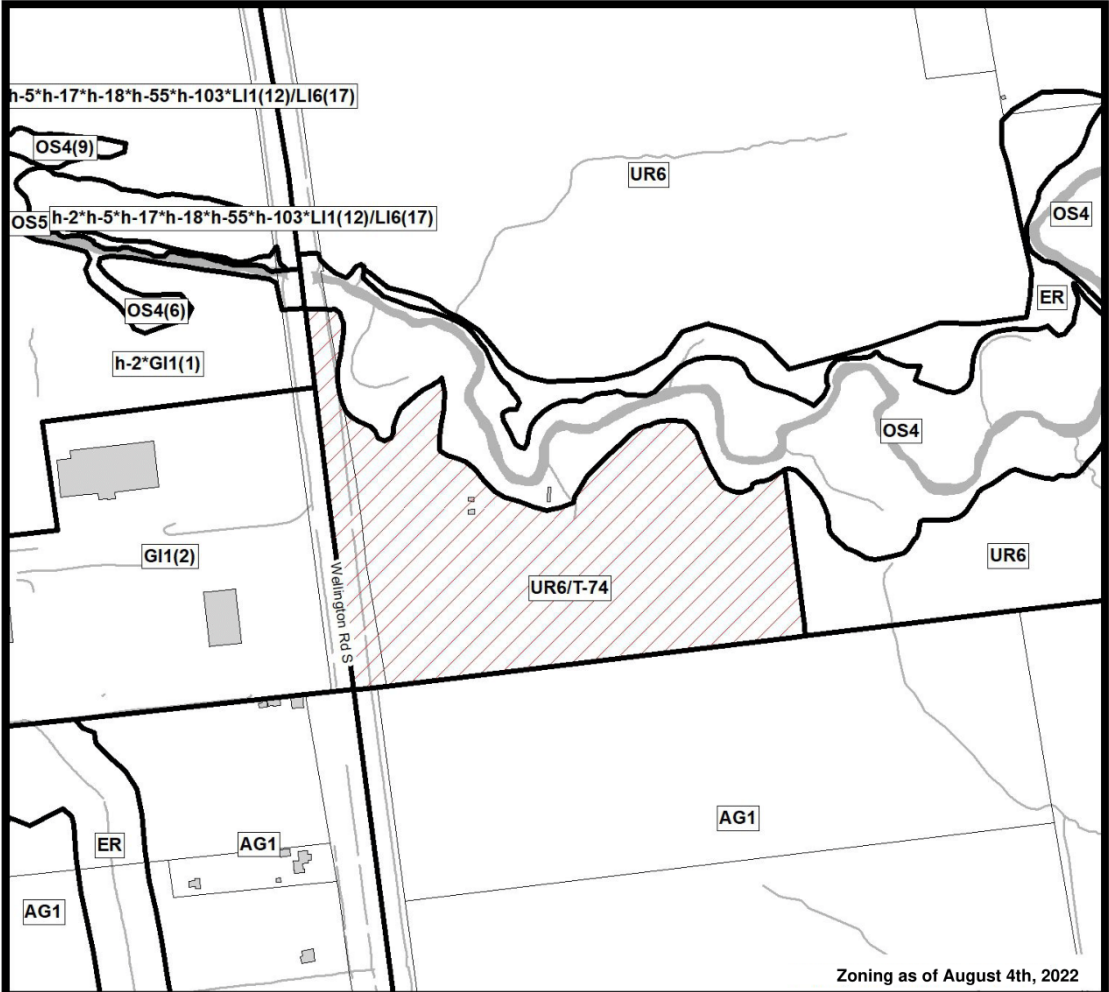 h-5*h-17*h-18*h-55*h-103*LI1(12)/LI6(17)
OS4(9)
UR6
OS4
OS5
h-2*h-5*h-17*h-18*h-55*h-103*LI1(12)/LI6(17)
ER
OS4(6)
h-2*GI1(1)
OS4
GI1(2)
UR6
UR6/T-74
Wellington Rd S
AG1
ER
AG1
AG1
Zoning as of August 4th, 2022